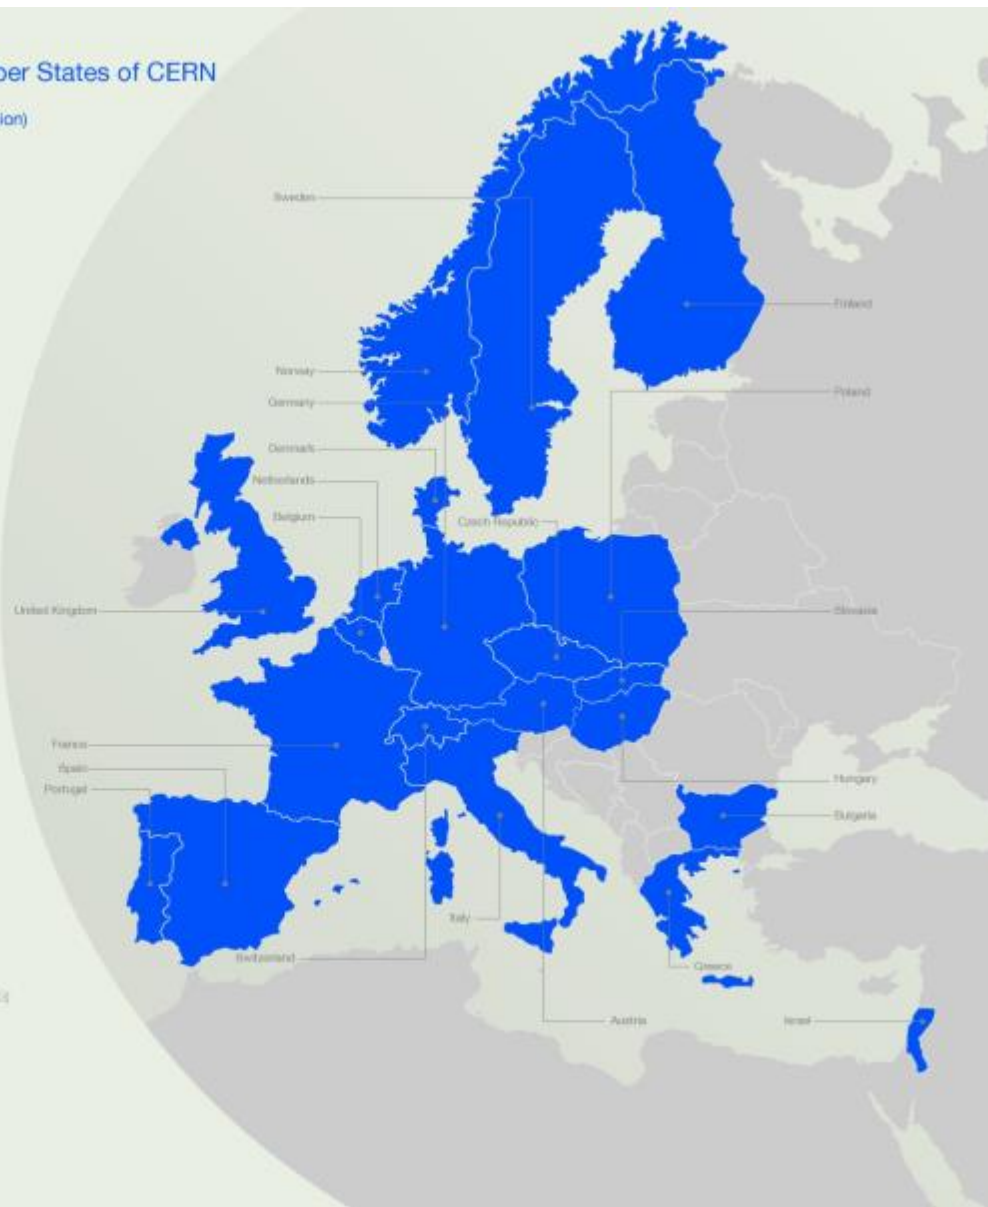 ber States of CERN
ion)
Sweden
Finland
Norway
Poland
Germany
Denmark
Netherlands
Belgium
Czech Republic
United Kingdom
Slovakia
France
Spain
Portugal
Hungary
Bulgaria
Italy
Switzerland
Greece
Austria
Israel